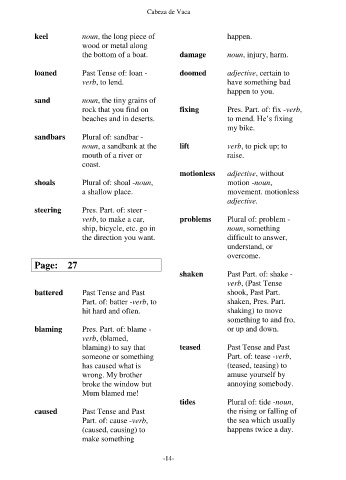 Cabeza de Vaca
keel noun, the long piece of
wood or metal along
the bottom of a boat.
loaned Past Tense of: loan -
verb, to lend.
sand noun, the tiny grains of
rock that you find on
beaches and in deserts.
sandbars Plural of: sandbar -
noun, a sandbank at the
mouth of a river or
coast.
shoals Plural of: shoal -noun,
a shallow place.
steering Pres. Part. of: steer -
verb, to make a car,
ship, bicycle, etc. go in
the direction you want.
Page: 27
battered Past Tense and Past
Part. of: batter -verb, to
hit hard and often.
blaming Pres. Part. of: blame -
verb, (blamed,
blaming) to say that
someone or something
has caused what is
wrong. My brother
broke the window but
Mum blamed me!
caused Past Tense and Past
Part. of: cause -verb,
(caused, causing) to
make something
happen.
damage noun, injury, harm.
doomed adjective, certain to
have something bad
happen to you.
fixing Pres. Part. of: fix -verb,
to mend. He's fixing
my bike.
lift verb, to pick up; to
raise.
motionless adjective, without
motion -noun,
movement. motionless
adjective.
problems Plural of: problem -
noun, something
difficult to answer,
understand, or
overcome.
shaken Past Part. of: shake -
verb, (Past Tense
shook, Past Part.
shaken, Pres. Part.
shaking) to move
something to and fro,
or up and down.
teased Past Tense and Past
Part. of: tease -verb,
(teased, teasing) to
amuse yourself by
annoying somebody.
tides Plural of: tide -noun,
the rising or falling of
the sea which usually
happens twice a day.
-14-